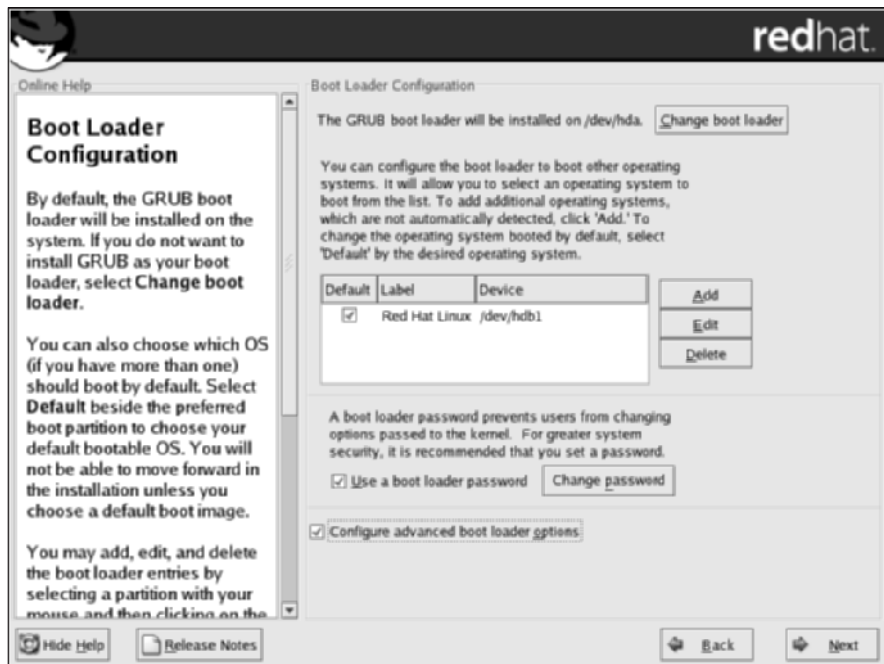 redhat.
Online Help
Boot Loader
Configuration
By default, the GRUB boot
loader will be installed on the
system. If you do not want to
install GRUB as your boot
loader, select Change boot
loader.
You can also choose which OS
(if you have more than one)
should boot by default. Select
Default beside the preferred
boot partition to choose your
default bootable OS. You will
not be able to move forward in
the installation unless you
choose a default boot image.
You may add, edit, and delete
the boot loader entries by
selecting a partition with your
mouse and then clicking on the
Boot Loader Configuration
The GRUB boot loader will be installed on /dev/hda. Change boot loader
You can configure the boot loader to boot other operating
systems. It will allow you to select an operating system to
boot from the list. To add additional operating systems,
which are not automatically detected, click 'Add.' To
change the operating system booted by default, select
'Default' by the desired operating system.
Default Label Device
Red Hat Linux /dev/hdb1
Add
Edit
Delete
A boot loader password prevents users from changing
options passed to the kernel. For greater system
security, it is recommended that you set a password.
Use a boot loader password Change password
Configure advanced boot loader options
Hide Help Release Notes Back Next